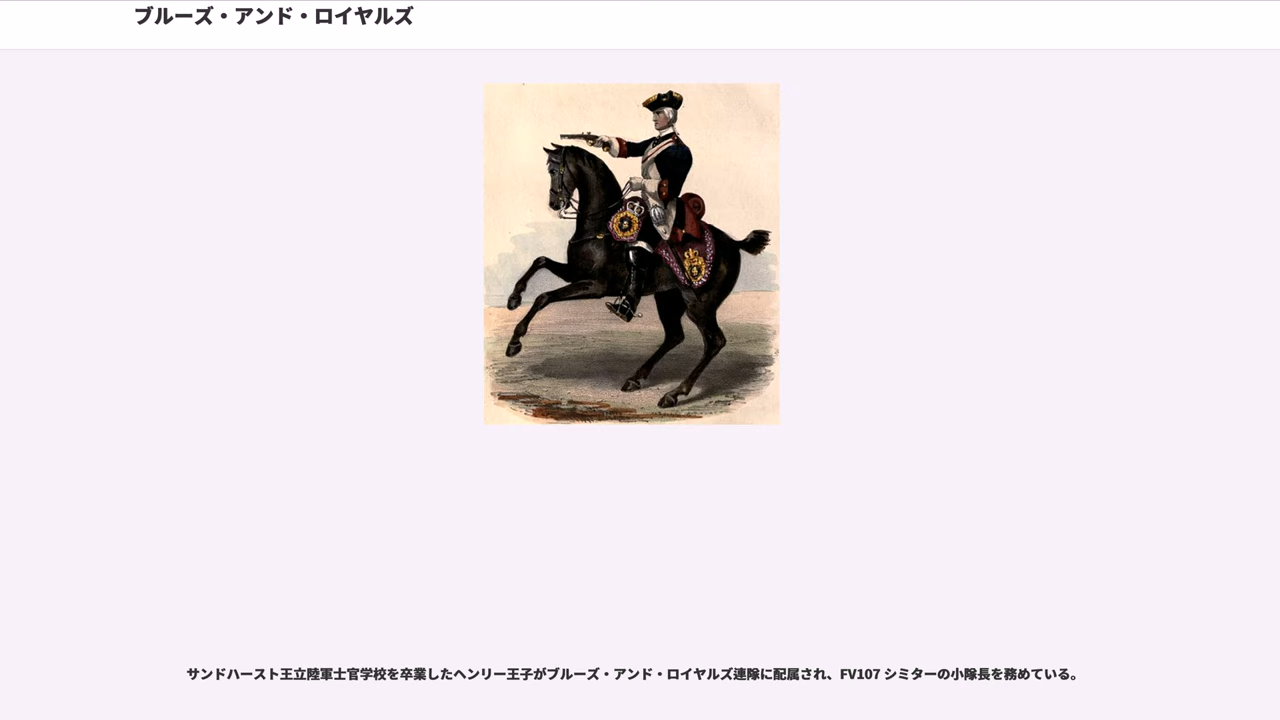 ブルーズ・アンド・ロイヤルズ
サンドハースト王立陸軍士官学校を卒業したヘンリー王子がブルーズ・アンド・ロイヤルズ連隊に配属され、FV107 シミターの小隊長を務めている。